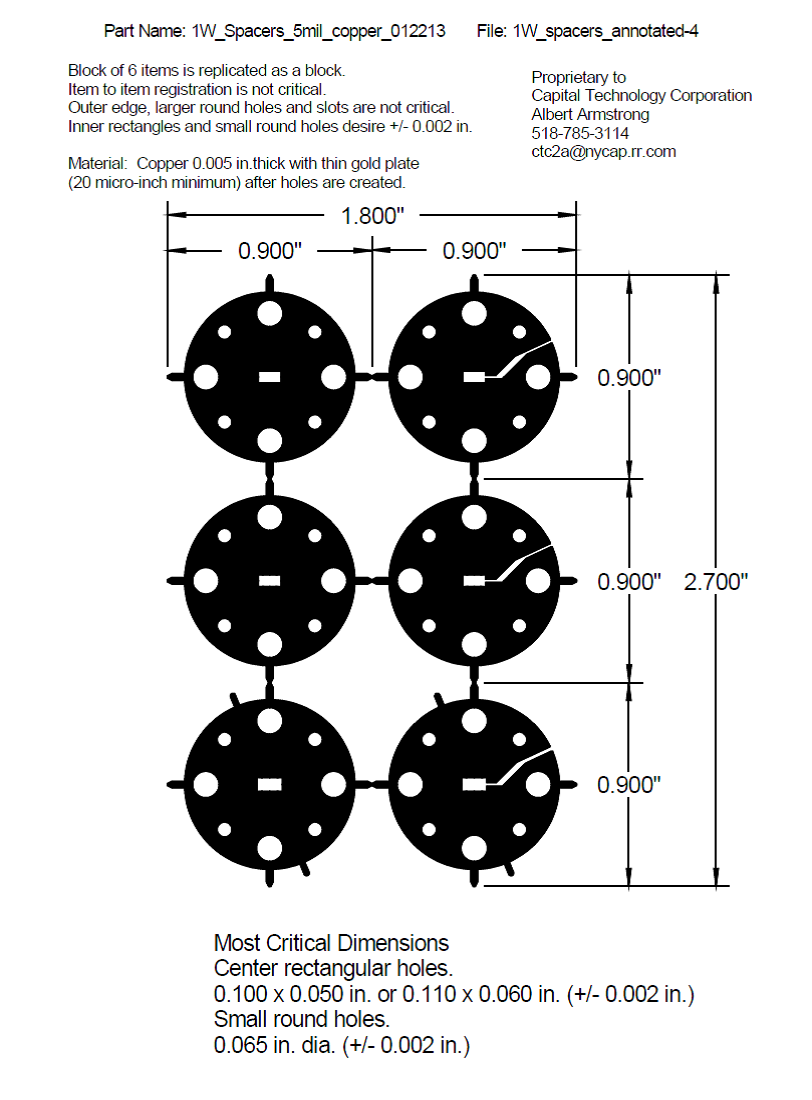 Part Name: 1W_Spacers_5mil_copper_012213 File: 1W_spacers_annotated-4
Block of 6 items is replicated as a block.
Item to item registration is not critical.
Outer edge, larger round holes and slots are not critical.
Inner rectangles and small round holes desire +/- 0.002 in.
Material: Copper 0.005 in.thick with thin gold plate
(20 micro-inch minimum) after holes are created.
Proprietary to
Capital Technology Corporation
Albert Armstrong
518-785-3114
ctc2a@nycap.rr.com
1.800"
0.900" 0.900"
0.900"
0.900" 2.700"
0.900"
Most Critical Dimensions
Center rectangular holes.
0.100 x 0.050 in. or 0.110 x 0.060 in. (+/- 0.002 in.)
Small round holes.
0.065 in. dia. (+/- 0.002 in.)